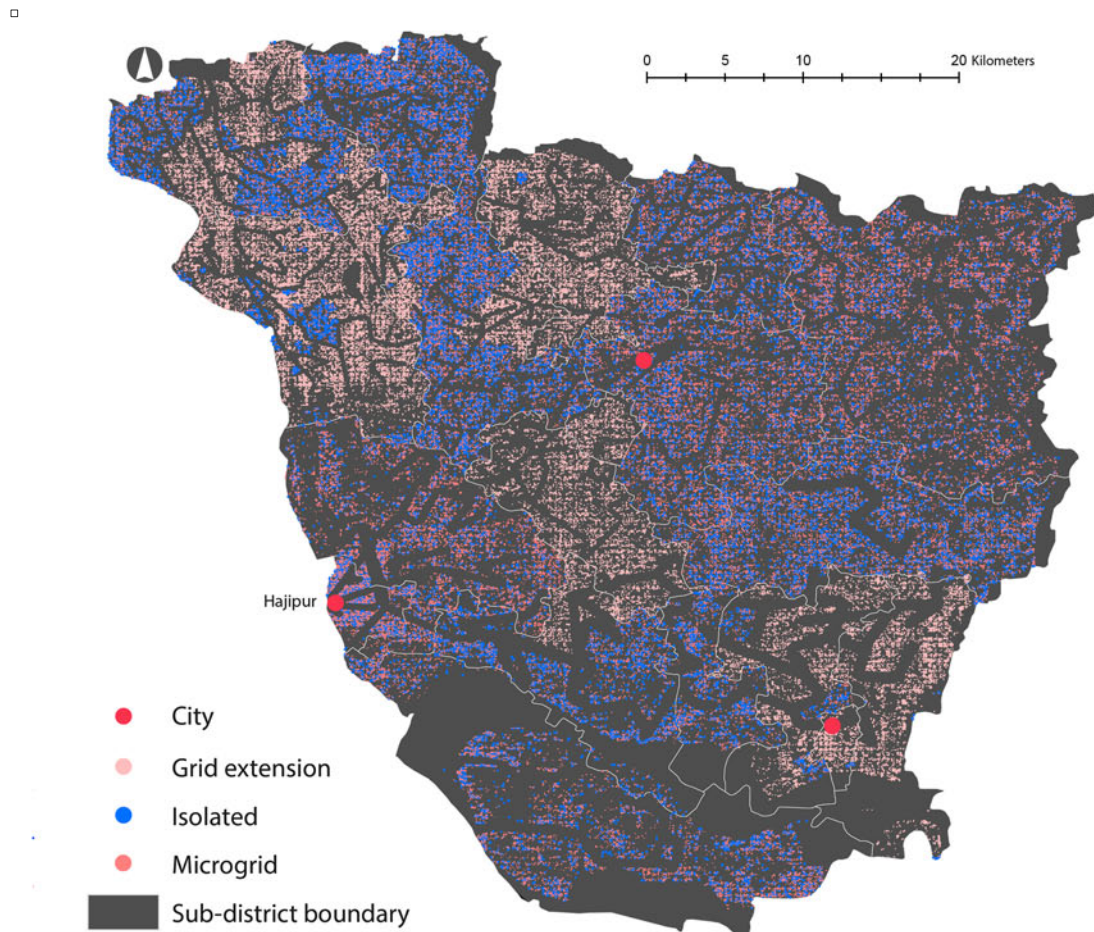 0 5 10 20 Kilometers
Hajipur
City
Grid extension
Isolated
Microgrid
Sub-district boundary